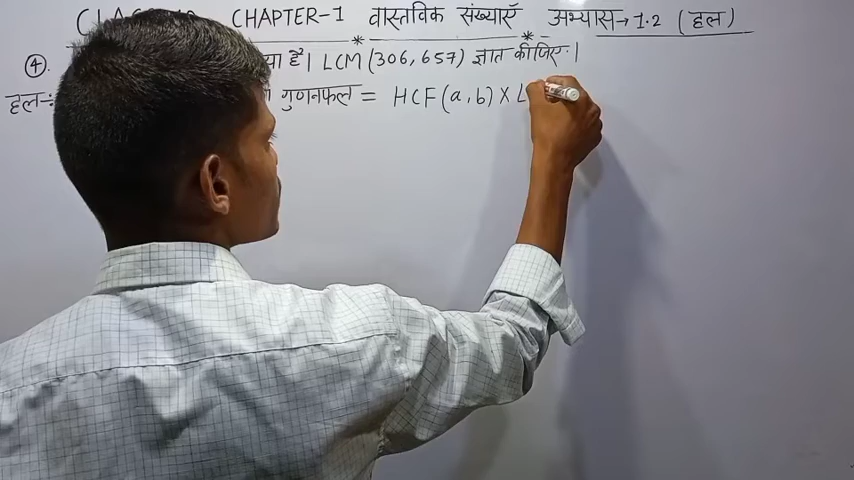 CHAPTER-1 वास्तविक संख्याएँ अभ्यास→1.2 (हल)
④. है। LCM (306, 657) ज्ञात कीजिए।
हल-: गुणनफल = HCF (a, b) X L